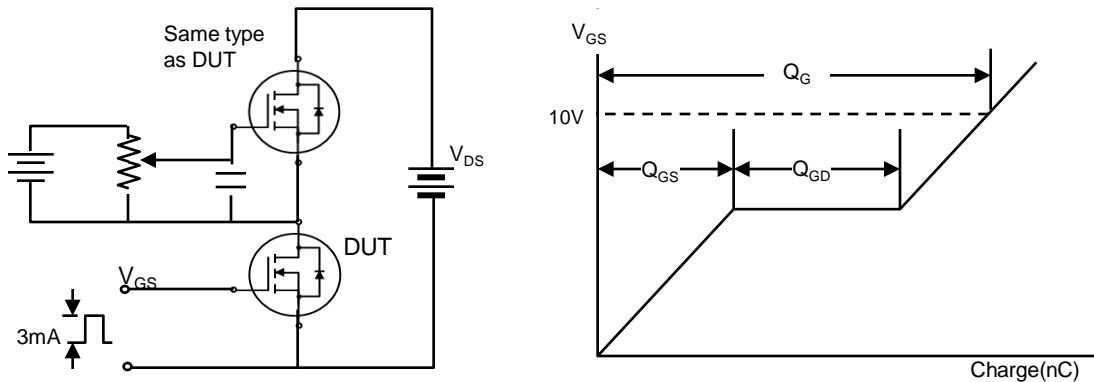 Same type
as DUT
V_DS
DUT
V_GS
3mA
V_GS
Q_G
10V
Q_GS
Q_GD
Charge(nC)